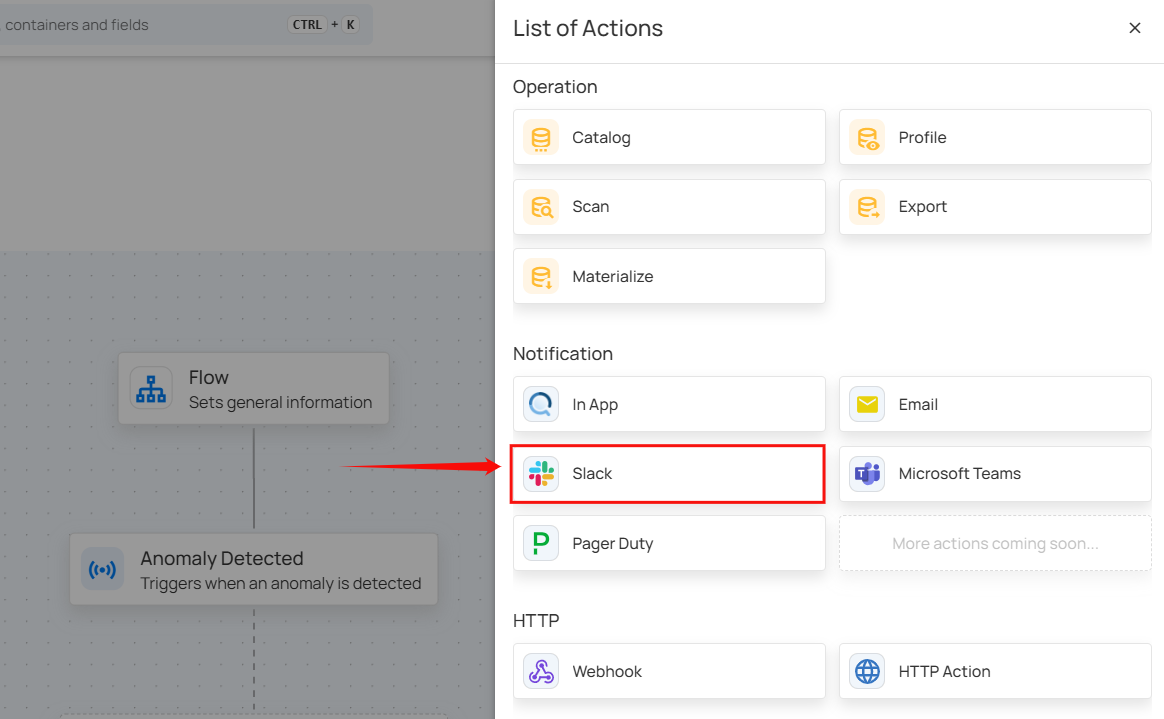 containers and fields
CTRL + K
List of Actions
Operation
Catalog
Profile
Scan
Export
Materialize
Flow
Sets general information
Anomaly Detected
Triggers when an anomaly is detected
Notification
In App
Email
Slack
Microsoft Teams
Pager Duty
More actions coming soon...
HTTP
Webhook
HTTP Action